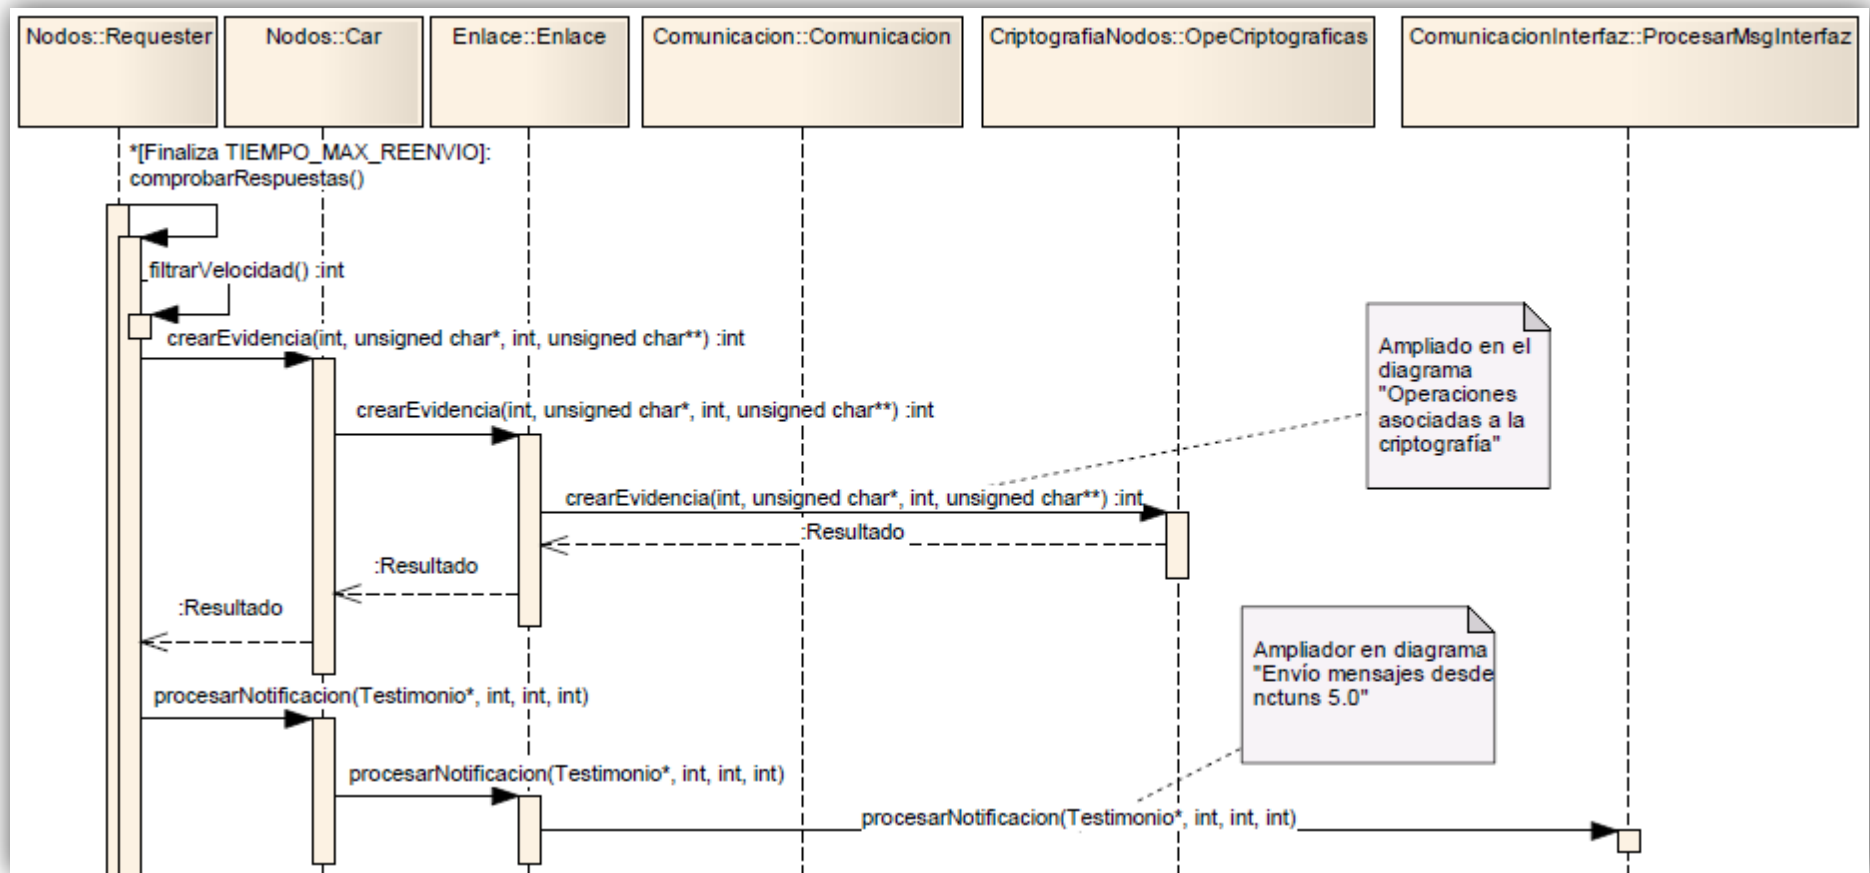 Nodos::Requester
Nodos::Car
Enlace::Enlace
Comunicacion::Comunicacion
CriptografiaNodos::OpeCriptograficas
ComunicacionInterfaz::ProcesarMsgInterfaz
*[Finaliza TIEMPO_MAX_REENVIO]:
comprobarRespuestas()
_filtrarVelocidad() :int
crearEvidencia(int, unsigned char*, int, unsigned char**) :int
Ampliado en el
diagrama
"Operaciones
asociadas a la
criptografía"
crearEvidencia(int, unsigned char*, int, unsigned char**) :int
crearEvidencia(int, unsigned char*, int, unsigned char**) :int
:Resultado
:Resultado
:Resultado
Ampliador en diagrama
"Envío mensajes desde
nctuns 5.0"
procesarNotificacion(Testimonio*, int, int, int)
procesarNotificacion(Testimonio*, int, int, int)
procesarNotificacion(Testimonio*, int, int, int)